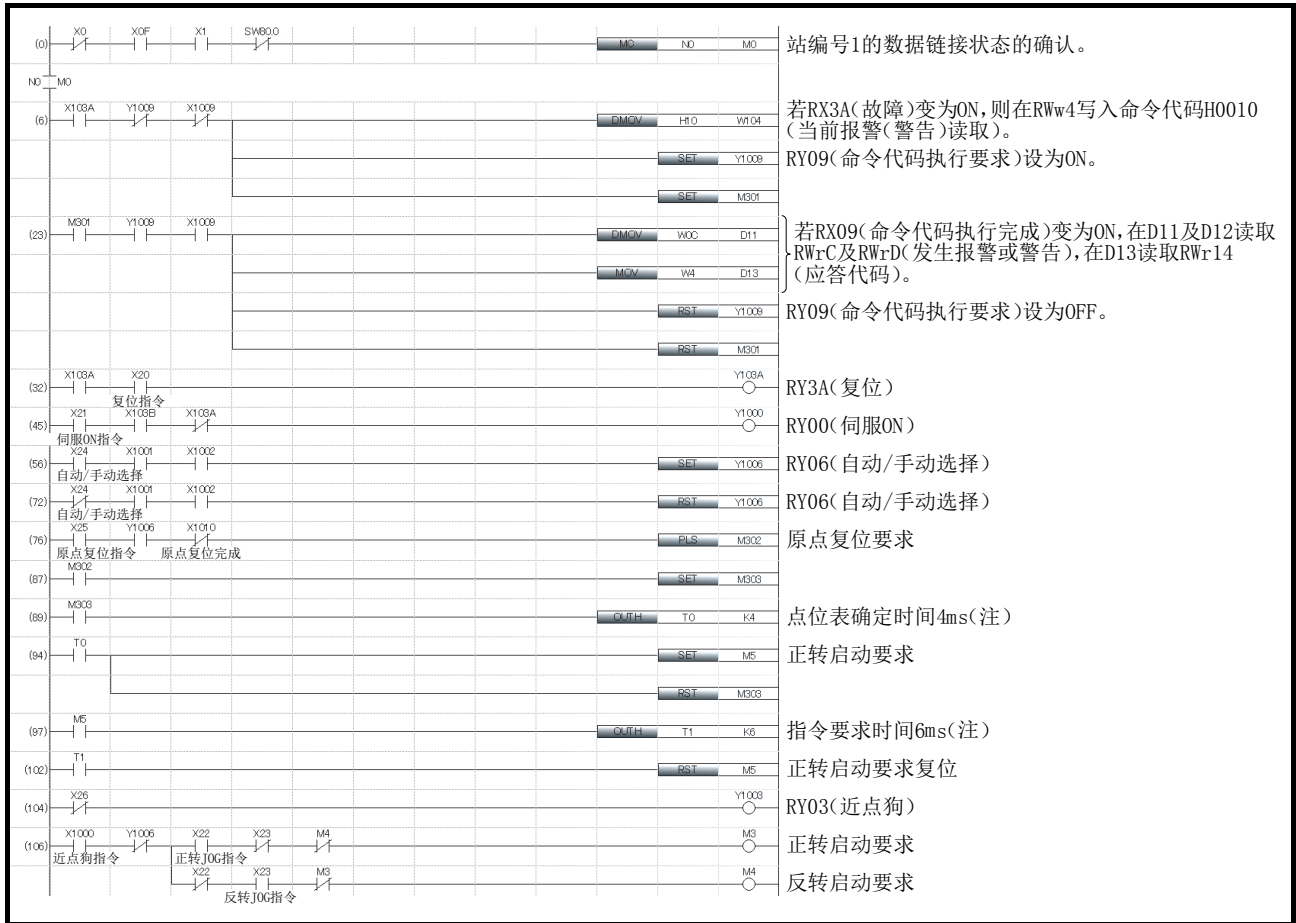 X0 X0F X1 SW80.0
(0) MC N0 M0 站编号1的数据链接状态的确认。
N0 M0
X103A Y1009 X1009
(6) DMOV H10 W104 若RX3A(故障)变为ON,则在RWw4写入命令代码H0010
(当前报警(警告)读取)。
SET Y1009 RY09(命令代码执行要求)设为ON。
SET M301
M301 Y1009 X1009
(23) DMOV W0C D11 若RX09(命令代码执行完成)变为ON,在D11及D12读取
RWrC及RWrD(发生报警或警告),在D13读取RWr14
MOV W4 D13 (应答代码)。
RST Y1009 RY09(命令代码执行要求)设为OFF。
RST M301
X103A X20 Y103A
(32) RY3A(复位)
复位指令
X21 X103B X103A Y1000
(45) RY00(伺服ON)
伺服ON指令
X24 X1001 X1002
(56) SET Y1006 RY06(自动/手动选择)
自动/手动选择
X24 X1001 X1002
(72) RST Y1006 RY06(自动/手动选择)
自动/手动选择
X25 Y1006 X1010
(76) PLS M302 原点复位要求
原点复位指令 原点复位完成
M302
(87) SET M303
M303
(89) OUTH T0 K4 点位表确定时间4ms(注)
T0
(94) SET M5 正转启动要求
RST M303
M5
(97) OUTH T1 K6 指令要求时间6ms(注)
T1
(102) RST M5 正转启动要求复位
X26 Y1003
(104) RY03(近点狗)
X1000 Y1006 X22 X23 M4 M3
(106) 正转启动要求
近点狗指令 正转JOG指令
X22 X23 M3 M4
反转启动要求
反转JOG指令